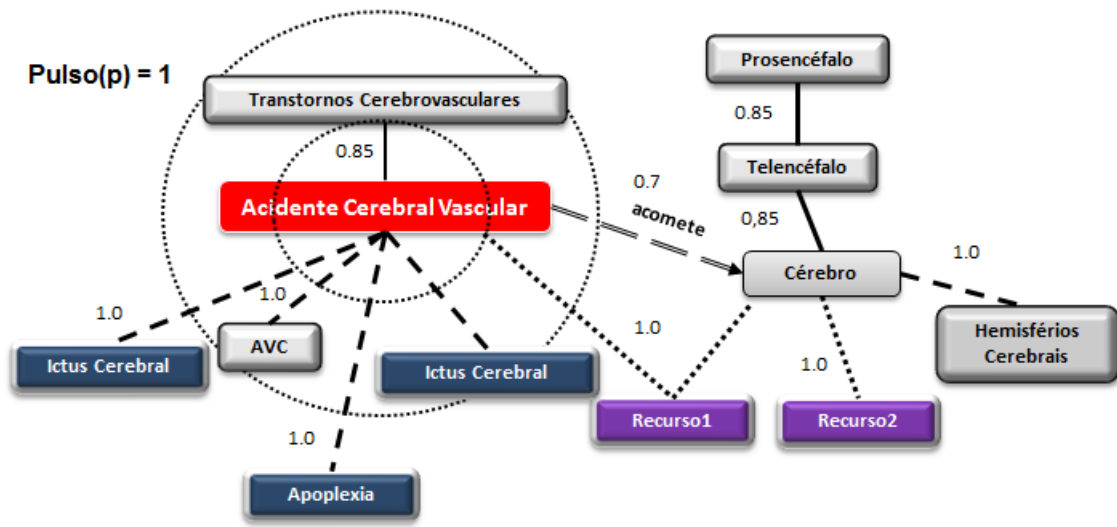 Pulso(p) = 1
Prosencéfalo
Transtornos Cerebrovasculares
0.85
0.85
Telencéfalo
0.7
acomete
Acidente Cerebral Vascular
0,85
Cérebro
1.0
1.0
1.0
Ictus Cerebral
AVC
Ictus Cerebral
1.0
1.0
Hemisférios
Cerebrais
Recurso1
Recurso2
1.0
Apoplexia